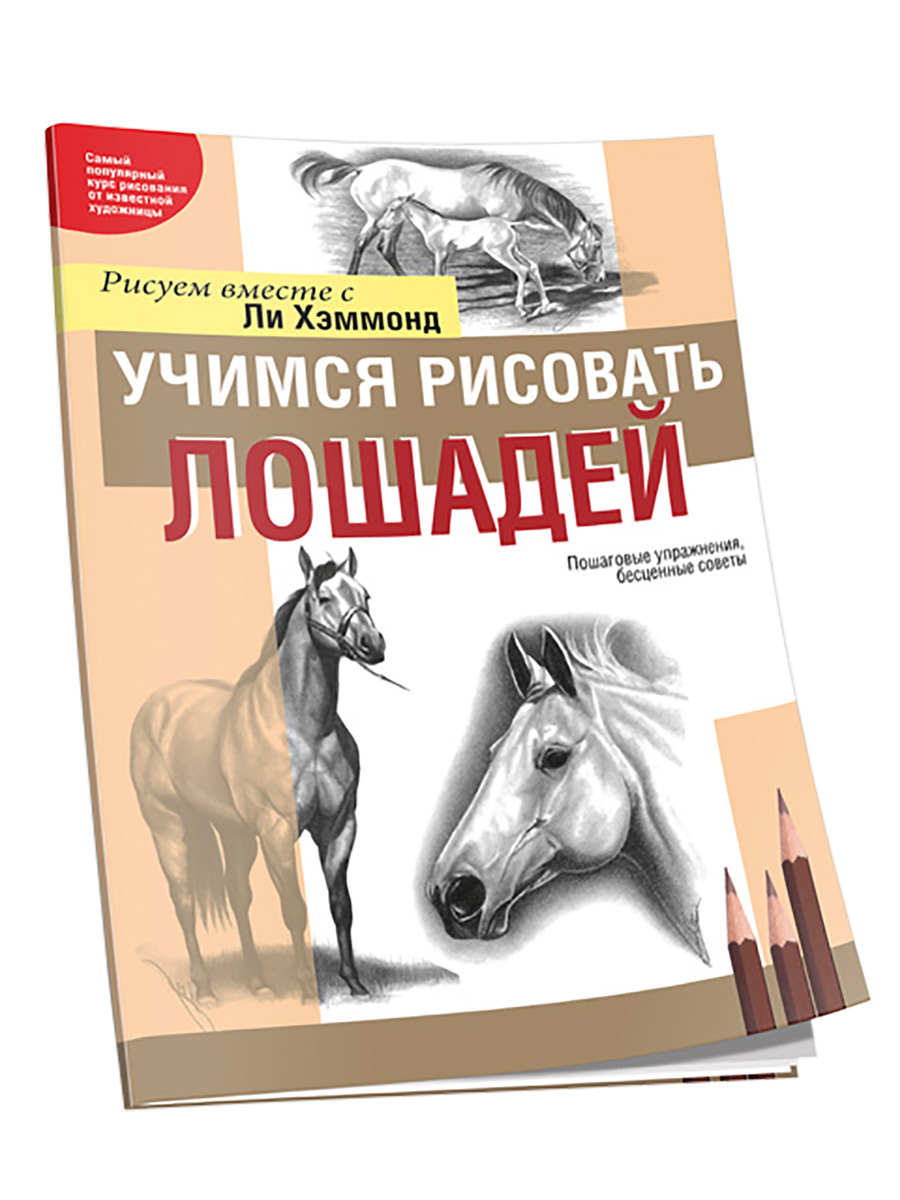 Самый
популярный
курс рисования
от известной
художницы
Рисуем вместе с
Ли Хэммонд
УЧИМСЯ РИСОВАТЬ
ЛОШАДЕЙ
Пошаговые упражнения,
бесценные советы